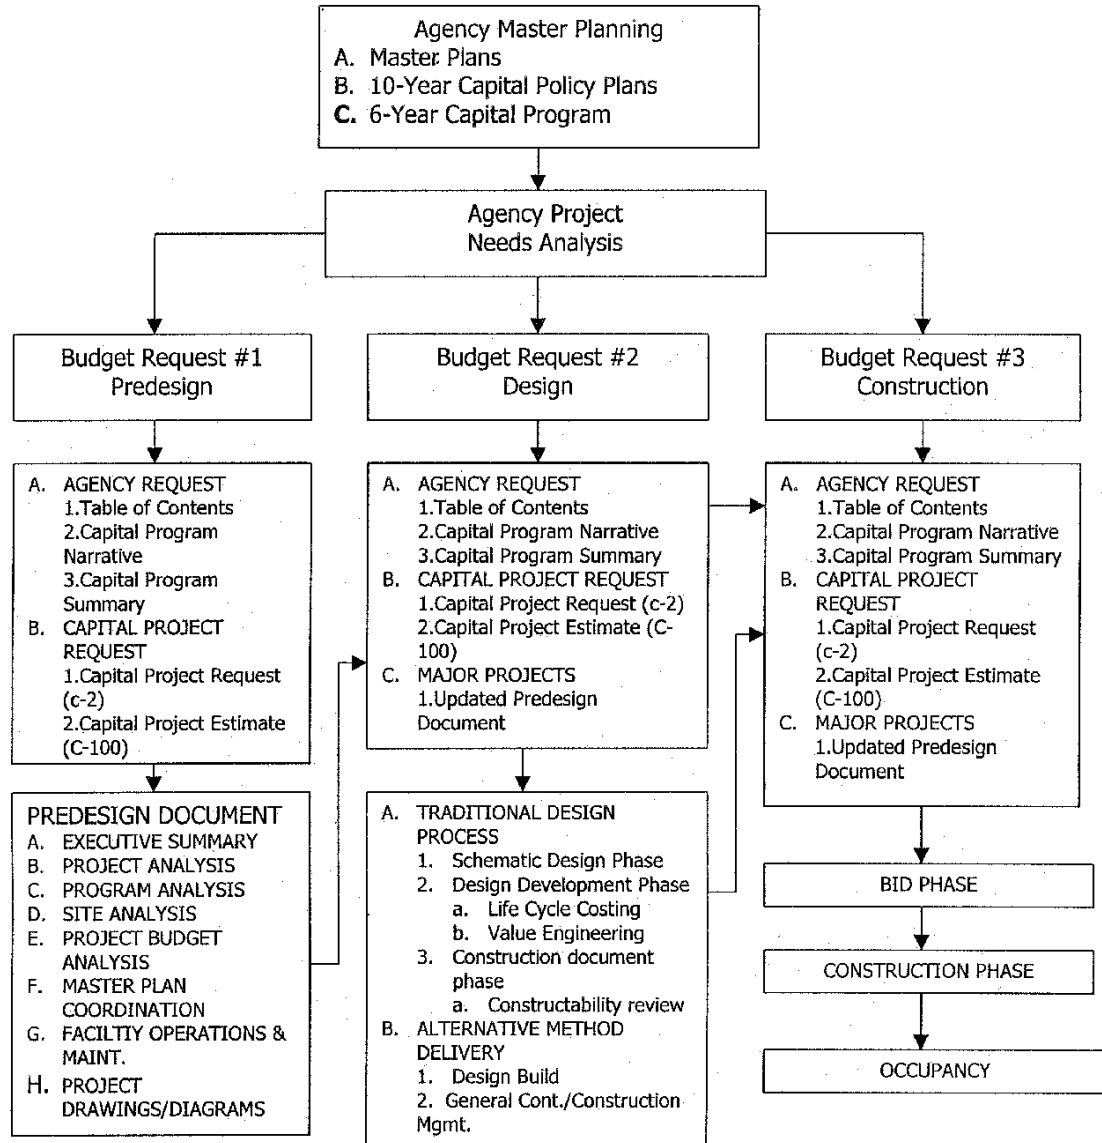 Agency Master Planning
A. Master Plans
B. 10-Year Capital Policy Plans
C. 6-Year Capital Program
Agency Project
Needs Analysis
Budget Request #1
Predesign
Budget Request #2
Design
Budget Request #3
Construction
A. AGENCY REQUEST
1.Table of Contents
2.Capital Program
Narrative
3.Capital Program
Summary
B. CAPITAL PROJECT
REQUEST
1.Capital Project Request
(c-2)
2.Capital Project Estimate
(C-100)
A. AGENCY REQUEST
1.Table of Contents
2.Capital Program Narrative
3.Capital Program Summary
B. CAPITAL PROJECT REQUEST
1.Capital Project Request (c-2)
2.Capital Project Estimate (C-
100)
C. MAJOR PROJECTS
1.Updated Predesign
Document
A. AGENCY REQUEST
1.Table of Contents
2.Capital Program Narrative
3.Capital Program Summary
B. CAPITAL PROJECT
REQUEST
1.Capital Project Request
(c-2)
2.Capital Project Estimate
(C-100)
C. MAJOR PROJECTS
1.Updated Predesign
Document
PREDESIGN DOCUMENT
A. EXECUTIVE SUMMARY
B. PROJECT ANALYSIS
C. PROGRAM ANALYSIS
D. SITE ANALYSIS
E. PROJECT BUDGET
ANALYSIS
F. MASTER PLAN
COORDINATION
G. FACILTIY OPERATIONS &
MAINT.
H. PROJECT
DRAWINGS/DIAGRAMS
A. TRADITIONAL DESIGN
PROCESS
1. Schematic Design Phase
2. Design Development Phase
a. Life Cycle Costing
b. Value Engineering
3. Construction document
phase
a. Constructability review
B. ALTERNATIVE METHOD
DELIVERY
1. Design Build
2. General Cont./Construction
Mgmt.
BID PHASE
CONSTRUCTION PHASE
OCCUPANCY